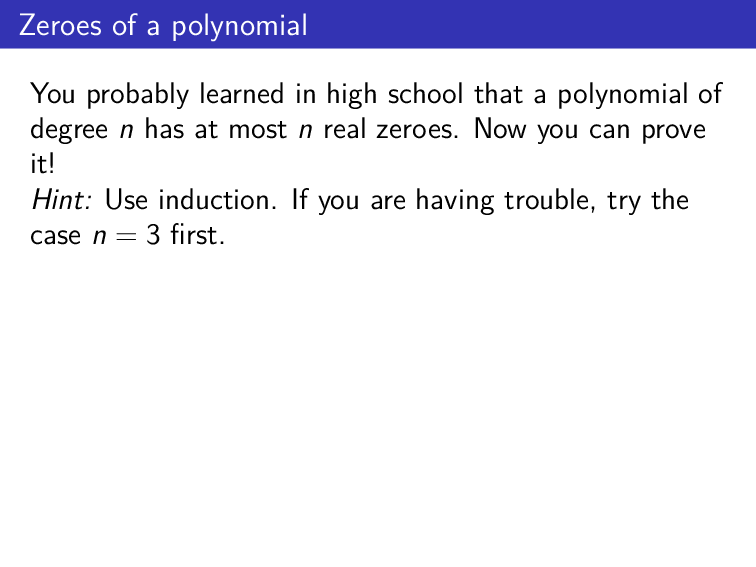 Zeroes of a polynomial
You probably learned in high school that a polynomial of
degree n has at most n real zeroes. Now you can prove
it!
Hint: Use induction. If you are having trouble, try the
case n = 3 first.